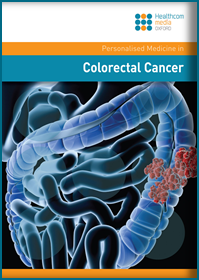 Healthcom
media
OXFORD
Personalised Medicine in
Colorectal Cancer